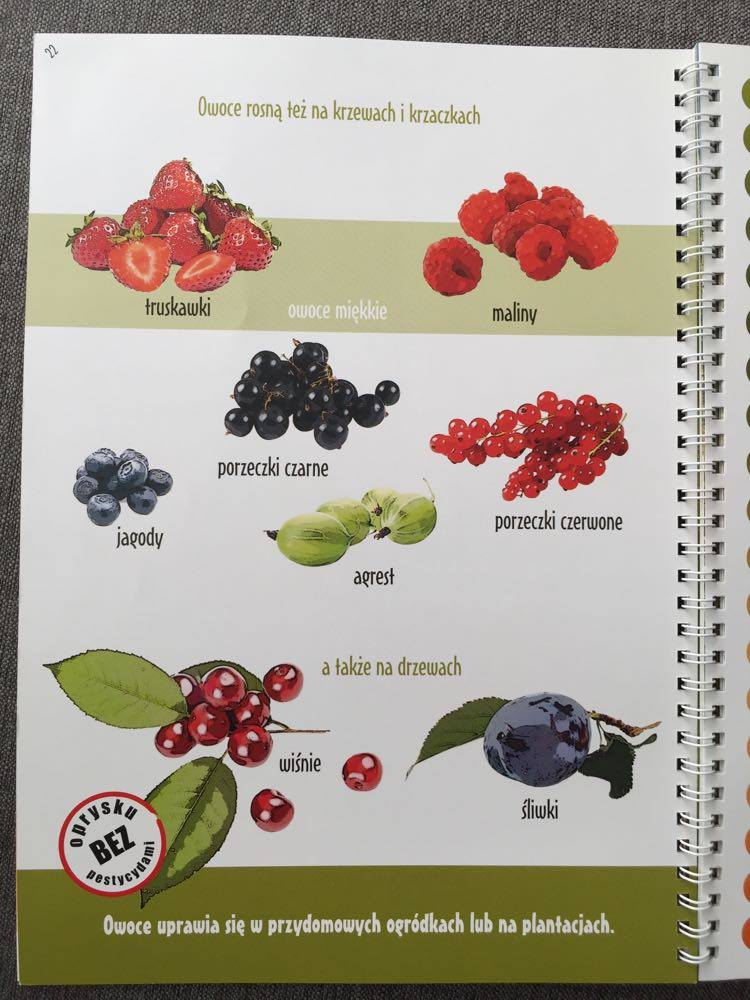 22
Owoce rosną też na krzewach i krzaczkach
truskawki
owoce miękkie
maliny
porzeczki czarne
jagody
porzeczki czerwone
agrest
a także na drzewach
wiśnie
śliwki
oprysku
BEZ
pestycydami
Owoce uprawia się w przydomowych ogródkach lub na plantacjach.